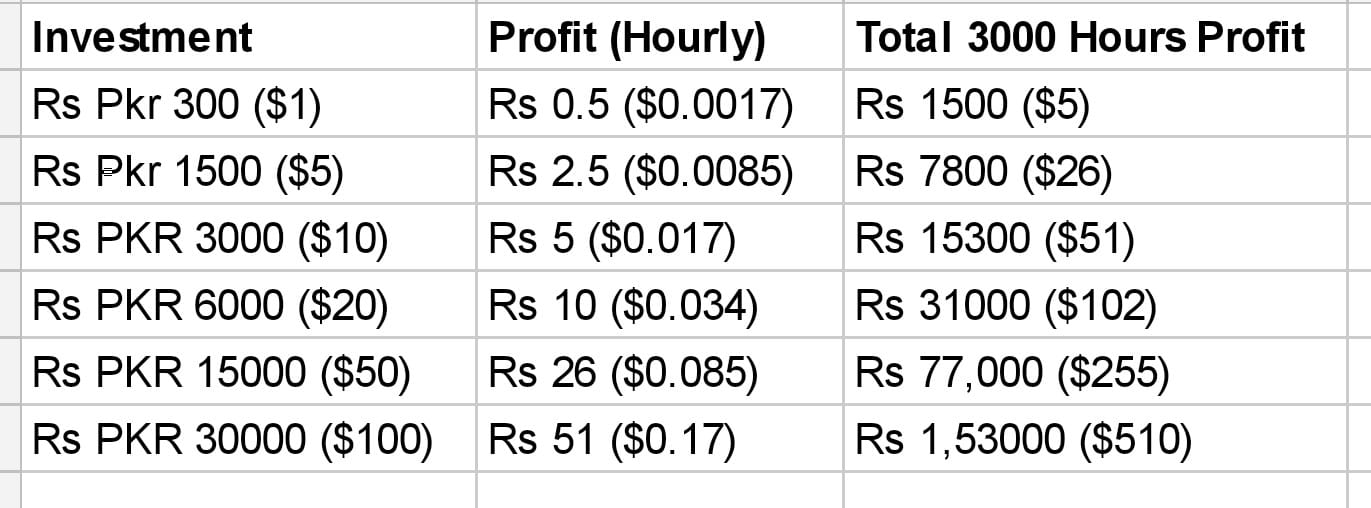 Investment Profit (Hourly) Total 3000 Hours Profit
Rs Pkr 300 ($1) Rs 0.5 ($0.0017) Rs 1500 ($5)
Rs Pkr 1500 ($5) Rs 2.5 ($0.0085) Rs 7800 ($26)
Rs PKR 3000 ($10) Rs 5 ($0.017) Rs 15300 ($51)
Rs PKR 6000 ($20) Rs 10 ($0.034) Rs 31000 ($102)
Rs PKR 15000 ($50) Rs 26 ($0.085) Rs 77,000 ($255)
Rs PKR 30000 ($100) Rs 51 ($0.17) Rs 1,53000 ($510)